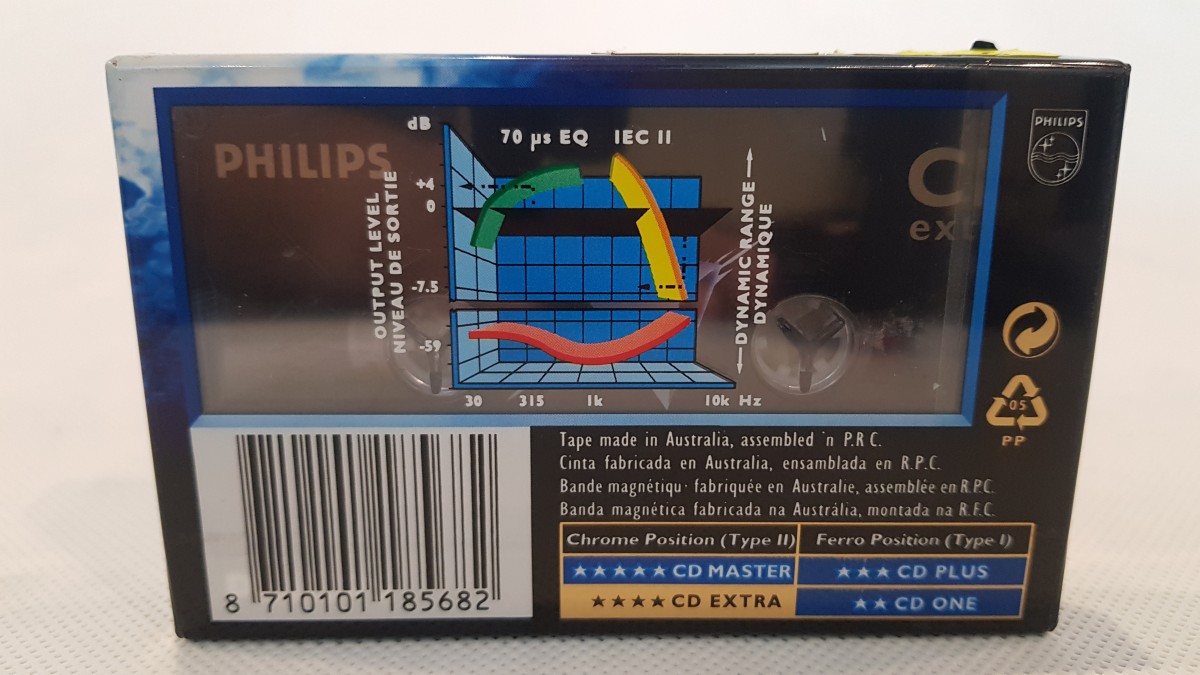 PHILIPS
dB
70 µs EQ IEC II
PHILIPS
C
ext
OUTPUT LEVEL
NIVEAU DE SORTIE
+4
0
-7.5
-59
DYNAMIC RANGE
DYNAMIQUE
30 315 1k 10k Hz
05
PP
Tape made in Australia, assembled 'n P.R C.
Cinta fabricada en Australia, ensamblada en R.P.C.
Bande magnétiqu· fabriquée en Australie, assemblée en R.P.C.
Banda magnética fabricada na Austrália, montada na R.F.C.
Chrome Position (Type II) Ferro Position (Type I)
★★★★★ CD MASTER ★★★ CD PLUS
★★★★ CD EXTRA ★★ CD ONE
8 710101 185682